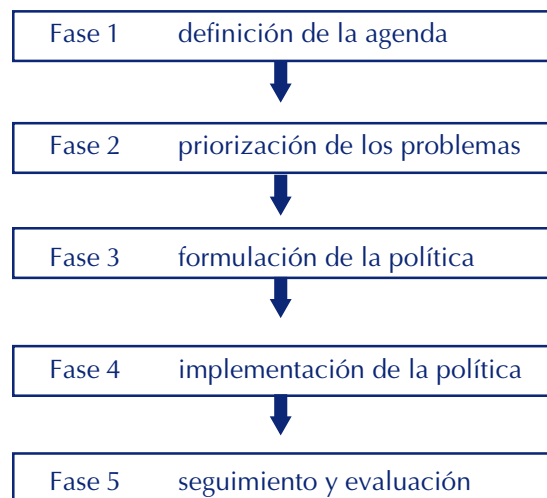 Fase 1 definición de la agenda
Fase 2 priorización de los problemas
Fase 3 formulación de la política
Fase 4 implementación de la política
Fase 5 seguimiento y evaluación